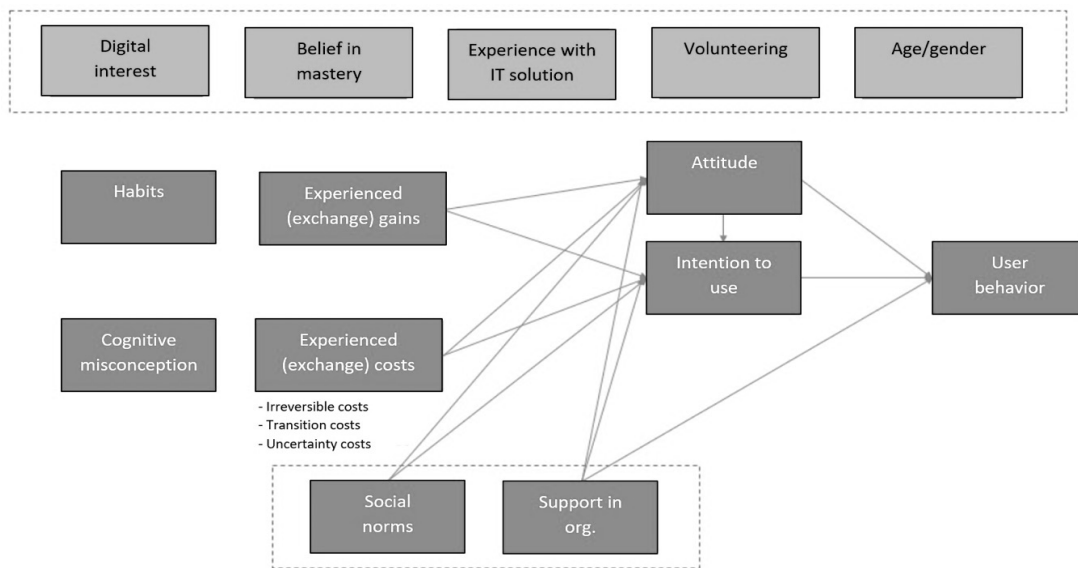 Digital
interest
Belief in
mastery
Experience with
IT solution
Volunteering
Age/gender
Habits
Experienced
(exchange) gains
Attitude
Intention to
use
User
behavior
Cognitive
misconception
Experienced
(exchange) costs
- Irreversible costs
- Transition costs
- Uncertainty costs
Social
norms
Support in
org.